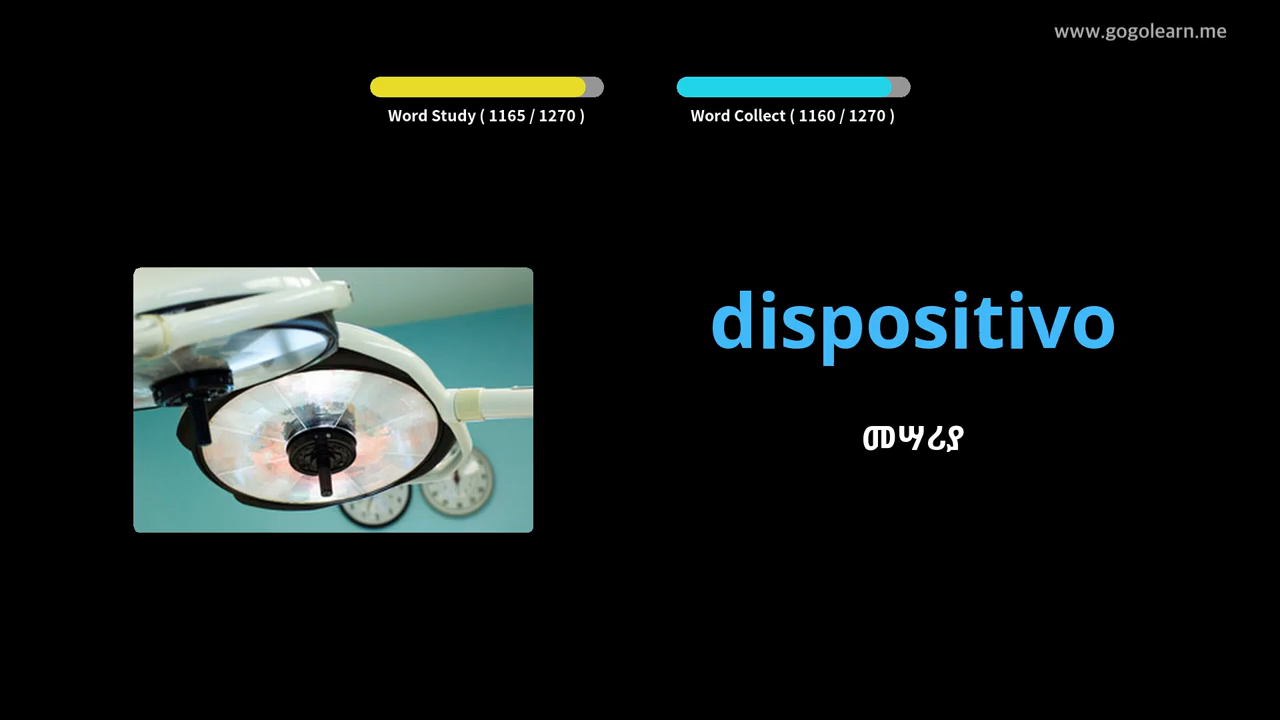 www.gogolearn.me
Word Study ( 1165 / 1270 )
Word Collect ( 1160 / 1270 )
dispositivo
መሣሪያ